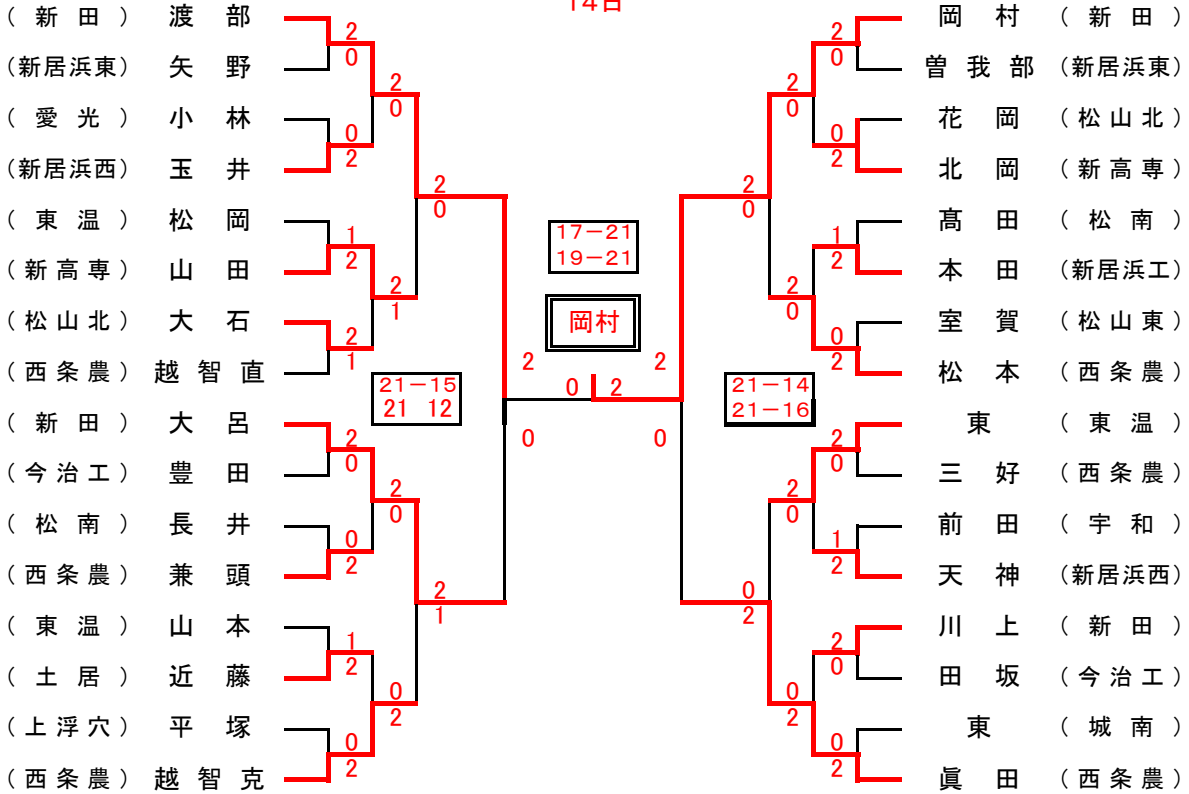 14日
(新田) 渡部
2
0
(新居浜東) 矢野
2
0
(愛光) 小林
0
2
(新居浜西) 玉井
2
0
(東温) 松岡
1
2
(新高専) 山田
2
1
(松山北) 大石
2
1
(西条農) 越智直
21-15
21 12
(新田) 大呂
2
0
(今治工) 豊田
2
0
(松南) 長井
0
2
(西条農) 兼頭
2
1
(東温) 山本
1
2
(土居) 近藤
0
2
(上浮穴) 平塚
0
2
(西条農) 越智克
17-21
19-21
岡村
2 2
0 2
0 0
岡村 (新田)
2
0
曽我部 (新居浜東)
2
0
花岡 (松山北)
0
2
北岡 (新高専)
2
0
髙田 (松南)
1
2
本田 (新居浜工)
2
0
室賀 (松山東)
0
2
松本 (西条農)
21-14
21-16
東 (東温)
2
0
三好 (西条農)
2
0
前田 (宇和)
1
2
天神 (新居浜西)
0
2
川上 (新田)
2
0
田坂 (今治工)
0
2
東 (城南)
0
2
眞田 (西条農)